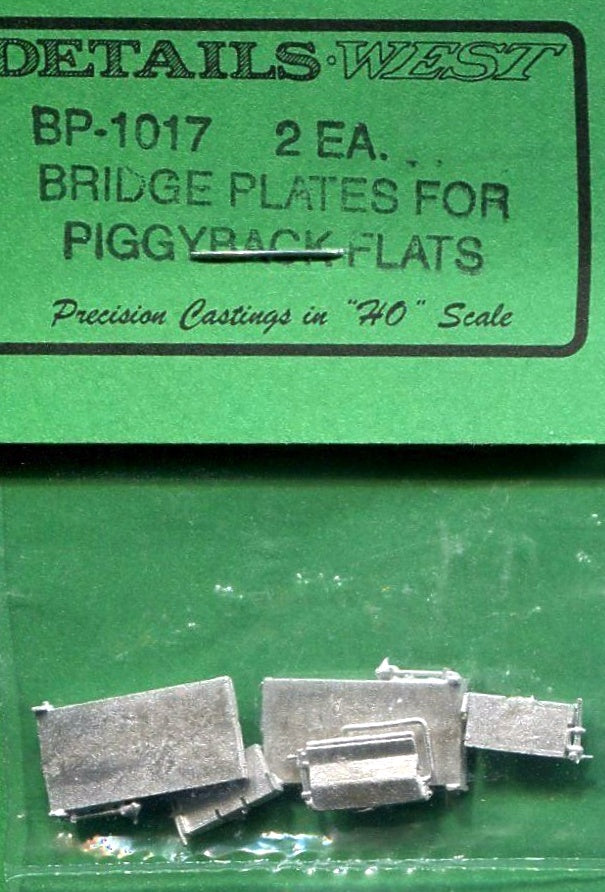 DETAILS·WEST
BP-1017 2 EA.
BRIDGE PLATES FOR
PIGGYBACK FLATS
Precision Castings in "HO" Scale